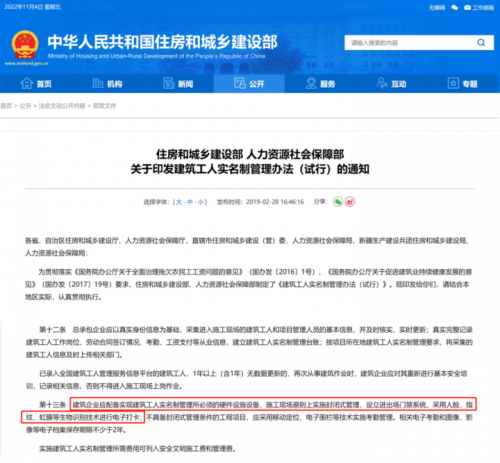 2022年11月4日 星期五
无障碍
工作邮箱
中华人民共和国住房和城乡建设部
Ministry of Housing and Urban-Rural Development of the People's Republic of China
www.mohurd.gov.cn
请输入搜索的内容
首页
机构
新闻
公开
服务
互动
专题
首页 > 公开 > 法定主动公开内容 > 部发文件
住房和城乡建设部 人力资源社会保障部
关于印发建筑工人实名制管理办法（试行）的通知
选择字体：[ 大 - 中 - 小 ] 发布时间：2019-02-28 16:46:16 分享：
各省、自治区住房和城乡建设厅、人力资源社会保障厅，直辖市住房和城乡建设（管）委、人力资源社会保障局，新疆生产建设兵团住房和城乡建设局、
人力资源社会保障局：
为贯彻落实《国务院办公厅关于全面治理拖欠农民工工资问题的意见》（国办发〔2016〕1号）、《国务院办公厅关于促进建筑业持续健康发展的意
见》（国办发〔2017〕19号）要求，住房和城乡建设部、人力资源社会保障部制定了《建筑工人实名制管理办法（试行）》。现印发给你们，请结合本
地区实际，认真贯彻执行。
第十二条 总承包企业应以真实身份信息为基础，采集进入施工现场的建筑工人和项目管理人员的基本信息，并及时核实、实时更新；真实完整记录
建筑工人工作岗位、劳动合同签订情况、考勤、工资支付等从业信息，建立建筑工人实名制管理台账；按项目所在地建筑工人实名制管理要求，将采集的
建筑工人信息及时上传相关部门。
已录入全国建筑工人管理服务信息平台的建筑工人，1年以上（含1年）无数据更新的，再次从事建筑作业时，建筑企业应对其重新进行基本安全培
训，记录相关信息，否则不得进入施工现场上岗作业。
第十三条 建筑企业应配备实现建筑工人实名制管理所必须的硬件设施设备，施工现场原则上实施封闭式管理，设立进出场门禁系统，采用人脸、指
纹、虹膜等生物识别技术进行电子打卡；不具备封闭式管理条件的工程项目，应采用移动定位、电子围栏等技术实施考勤管理。相关电子考勤和图像、影
像等电子档案保存期限不少于2年。
实施建筑工人实名制管理所需费用可列入安全文明施工费和管理费。